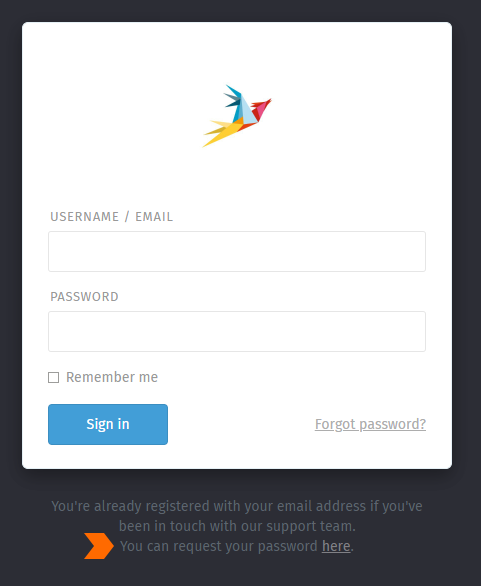 USERNAME / EMAIL
PASSWORD
Remember me
Sign in
Forgot password?
You're already registered with your email address if you've
been in touch with our support team.
You can request your password here.